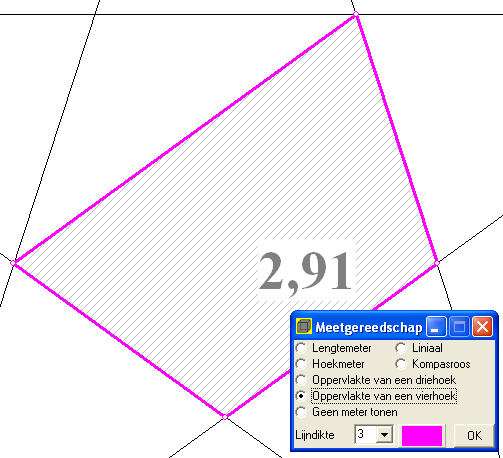 2,91
Meetgereedschap
Lengtemeter Liniaal
Hoekmeter Kompasroos
Oppervlakte van een driehoek
Oppervlakte van een vierhoek
Geen meter tonen
Lijndikte 3 OK